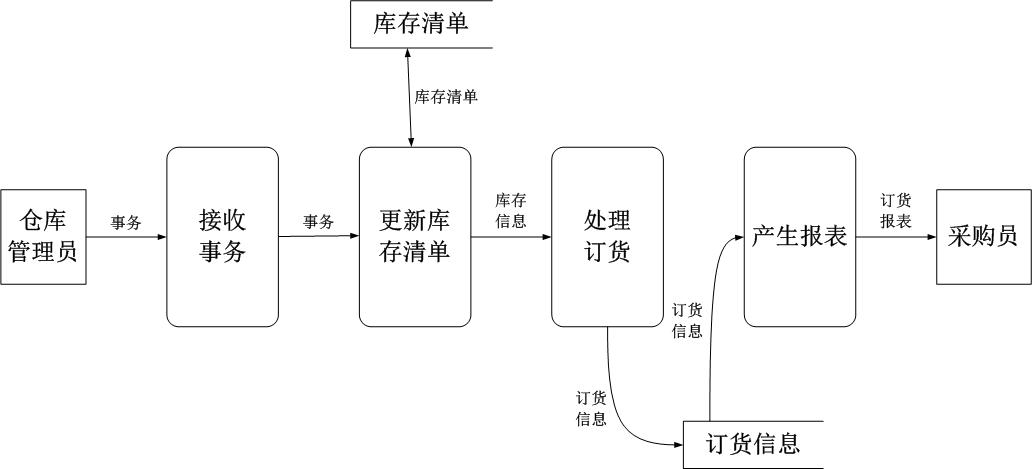 库存清单
库存清单
仓库
管理员
事务
接收
事务
事务
更新库
存清单
库存
信息
处理
订货
产生报表
订货
报表
采购员
订货
信息
订货
信息
订货信息